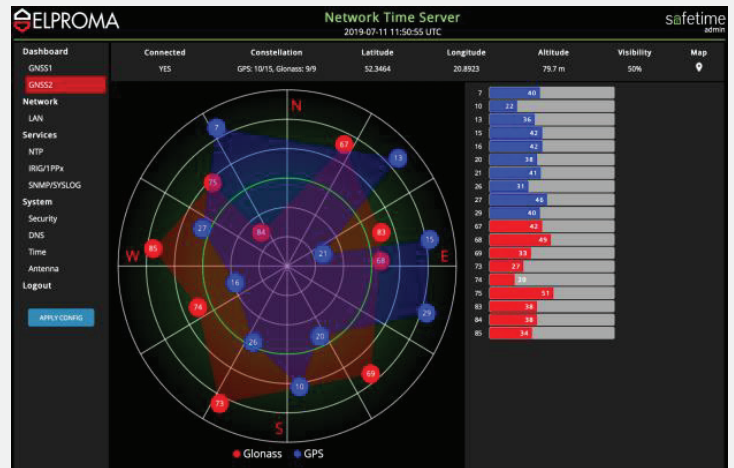 ELPROMA
Network Time Server
2019-07-11 11:50:55 UTC
safetime
admin
Dashboard
GNSS1
GNSS2
Network
LAN
Services
NTP
IRIG/1PPx
SNMP/SYSLOG
System
Security
DNS
Time
Antenna
Logout
APPLY CONFIG
Connected Constellation Latitude Longitude Altitude Visibility Map
YES GPS: 10/15, Glonass: 9/9 52.3464 20.8923 79.7 m 50%
N
7
67
13
75
27
84
83
15
85
21
W
68
E
16
74
29
26
20
69
10
73
S
Glonass GPS
7 40
10 22
13 36
15 42
16 42
20 38
21 41
26 31
27 46
29 40
67 42
68 49
69 33
73 27
74 20
75 51
83 38
84 38
85 34